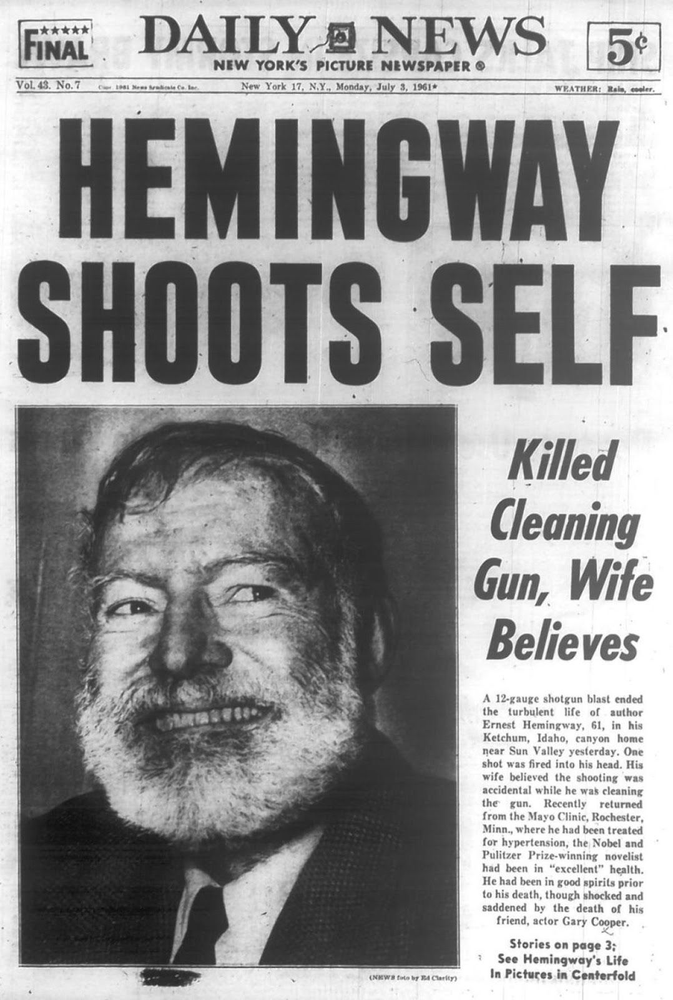 ★★★★★
FINAL
DAILY NEWS
NEW YORK'S PICTURE NEWSPAPER ®
5¢
Vol. 43. No. 7 Copr. 1961 News Syndicate Co. Inc. New York 17, N.Y., Monday, July 3, 1961★ WEATHER: Rain, cooler.
HEMINGWAY
SHOOTS SELF
Killed
Cleaning
Gun, Wife
Believes
A 12-gauge shotgun blast ended
the turbulent life of author
Ernest Hemingway, 61, in his
Ketchum, Idaho, canyon home
near Sun Valley yesterday. One
shot was fired into his head. His
wife believed the shooting was
accidental while he was cleaning
the gun. Recently returned
from the Mayo Clinic, Rochester,
Minn., where he had been treated
for hypertension, the Nobel and
Pulitzer Prize-winning novelist
had been in "excellent" health.
He had been in good spirits prior
to his death, though shocked and
saddened by the death of his
friend, actor Gary Cooper.
Stories on page 3;
See Hemingway's Life
In Pictures in Centerfold
(NEWS foto by Ed Clarity)